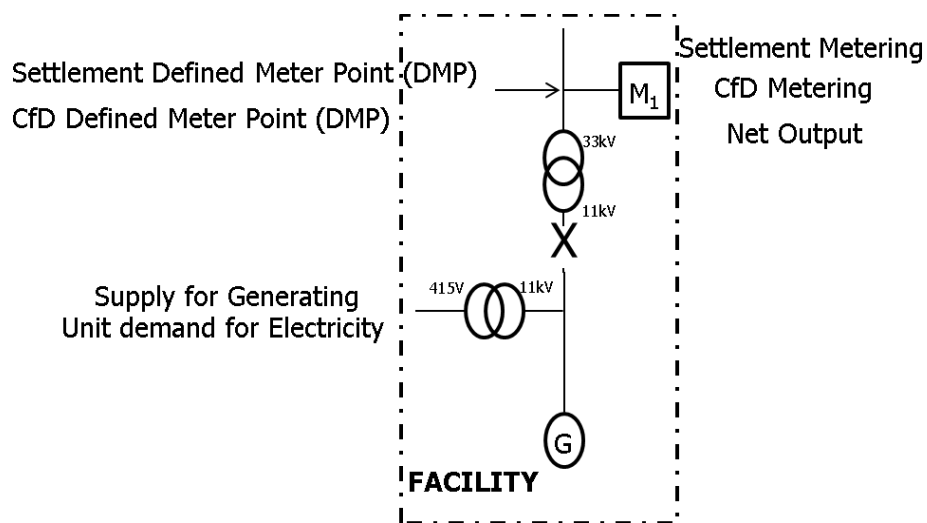 Settlement Defined Meter Point (DMP)
CfD Defined Meter Point (DMP)
Settlement Metering
CfD Metering
Net Output
M1
33kV
11kV
X
415V
11kV
Supply for Generating
Unit demand for Electricity
G
FACILITY